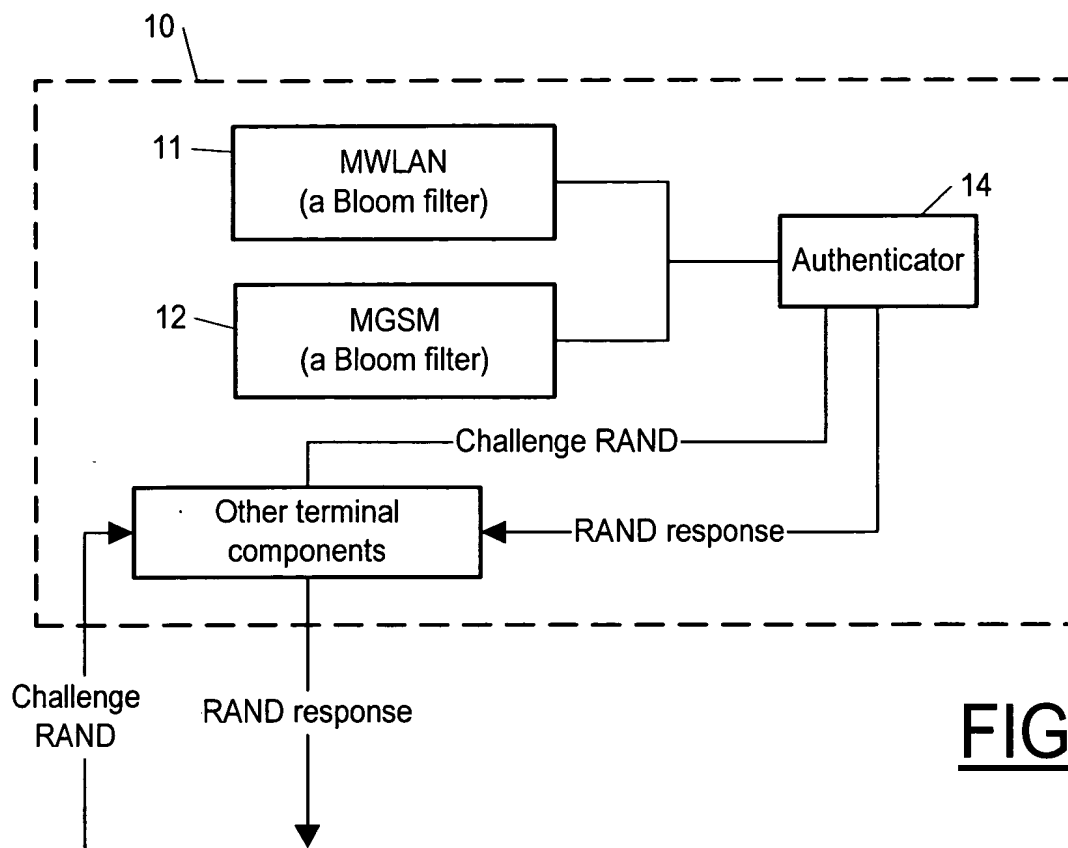 10
11
MWLAN
(a Bloom filter)
14
Authenticator
12
MGSM
(a Bloom filter)
Challenge RAND
Other terminal
components
RAND response
Challenge
RAND
RAND response
FIG